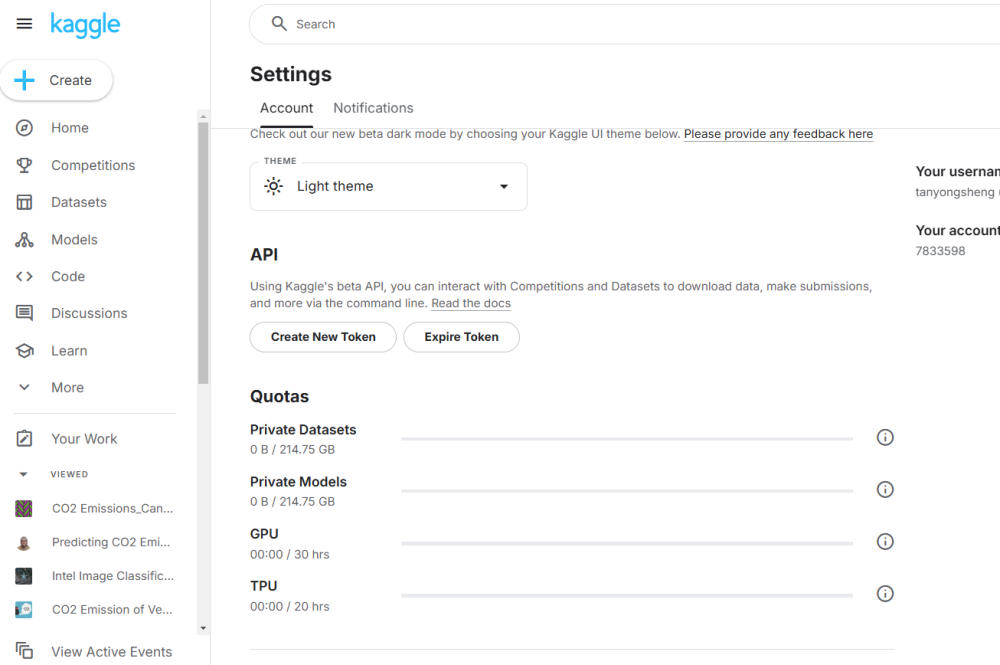 kaggle
Search
Create
Home
Competitions
Datasets
Models
Code
Discussions
Learn
More
Your Work
VIEWED
CO2 Emissions_Can...
Predicting CO2 Emi...
Intel Image Classific...
CO2 Emission of Ve...
View Active Events
Settings
Account Notifications
Check out our new beta dark mode by choosing your Kaggle UI theme below. Please provide any feedback here
THEME
Light theme
API
Using Kaggle's beta API, you can interact with Competitions and Datasets to download data, make submissions,
and more via the command line. Read the docs
Create New Token Expire Token
Quotas
Private Datasets
0 B / 214.75 GB
Private Models
0 B / 214.75 GB
GPU
00:00 / 30 hrs
TPU
00:00 / 20 hrs
Your usernam
tanyongsheng
Your account
7833598